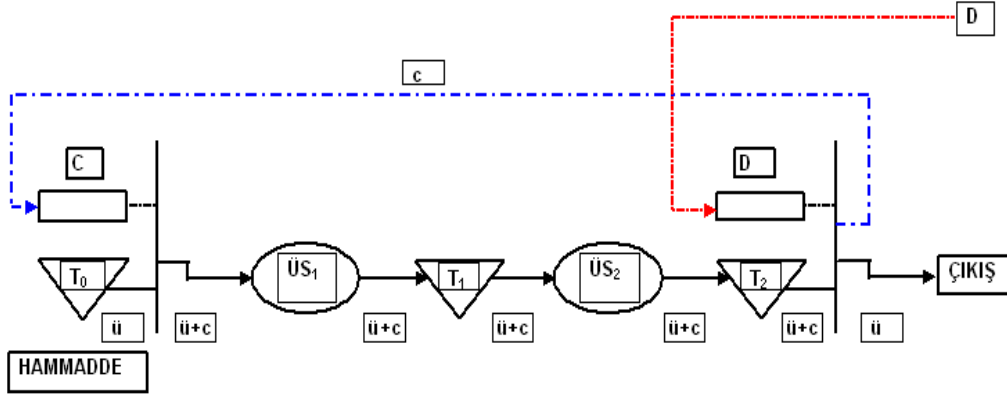 D
c
C
D
T0
ÜS1
T1
ÜS2
T2
ÇIKIŞ
ü
ü+c
ü+c
ü+c
ü+c
ü+c
ü
HAMMADDE